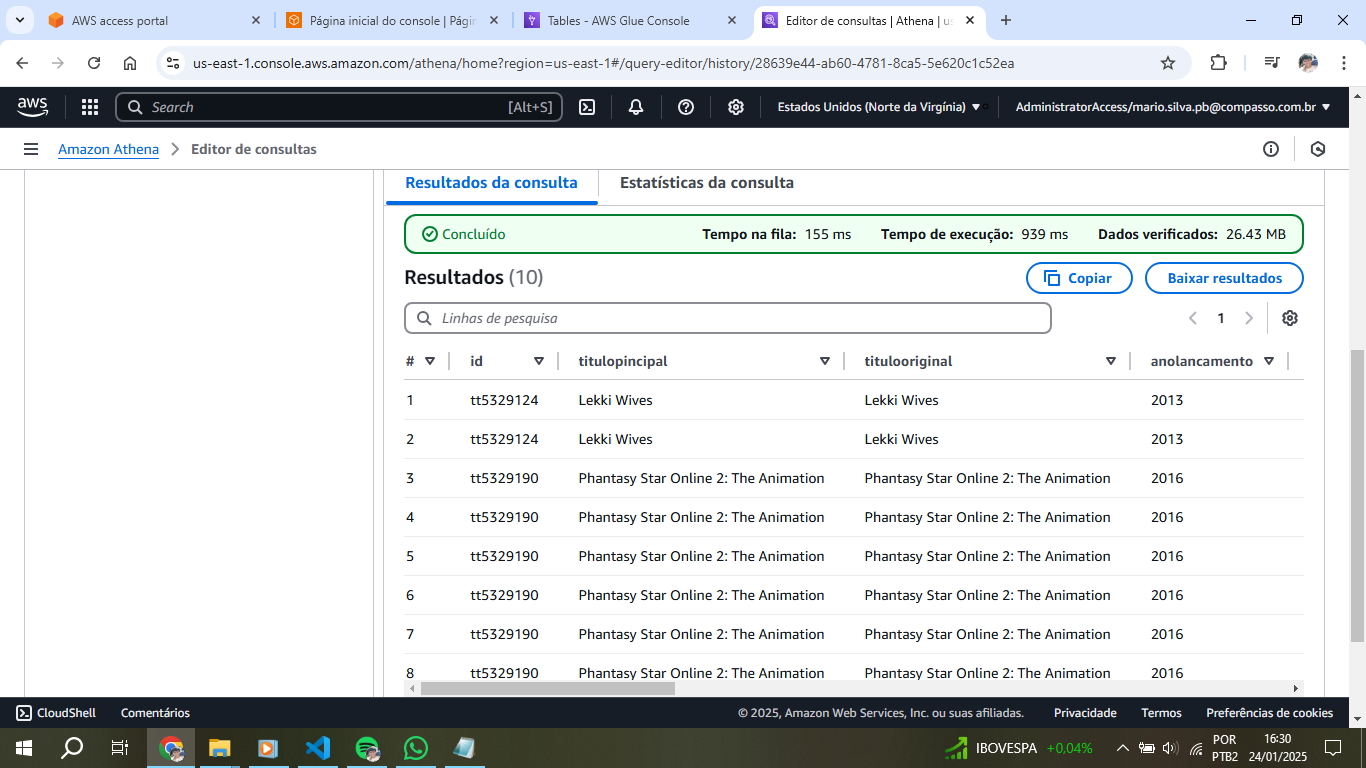 AWS access portal
Página inicial do console | Págin
Tables - AWS Glue Console
Editor de consultas | Athena | us
us-east-1.console.aws.amazon.com/athena/home?region=us-east-1#/query-editor/history/28639e44-ab60-4781-8ca5-5e620c1c52ea
aws
Search
[Alt+S]
Estados Unidos (Norte da Virgínia)
AdministratorAccess/mario.silva.pb@compasso.com.br
Amazon Athena
Editor de consultas
Resultados da consulta
Estatísticas da consulta
Concluído
Tempo na fila: 155 ms
Tempo de execução: 939 ms
Dados verificados: 26.43 MB
Resultados (10)
Copiar
Baixar resultados
Linhas de pesquisa
1
# id titulopincipal titulooriginal anolancamento
1 tt5329124 Lekki Wives Lekki Wives 2013
2 tt5329124 Lekki Wives Lekki Wives 2013
3 tt5329190 Phantasy Star Online 2: The Animation Phantasy Star Online 2: The Animation 2016
4 tt5329190 Phantasy Star Online 2: The Animation Phantasy Star Online 2: The Animation 2016
5 tt5329190 Phantasy Star Online 2: The Animation Phantasy Star Online 2: The Animation 2016
6 tt5329190 Phantasy Star Online 2: The Animation Phantasy Star Online 2: The Animation 2016
7 tt5329190 Phantasy Star Online 2: The Animation Phantasy Star Online 2: The Animation 2016
8 tt5329190 Phantasy Star Online 2: The Animation Phantasy Star Online 2: The Animation 2016
CloudShell
Comentários
© 2025, Amazon Web Services, Inc. ou suas afiliadas.
Privacidade
Termos
Preferências de cookies
IBOVESPA +0,04%
POR
PTB2
16:30
24/01/2025